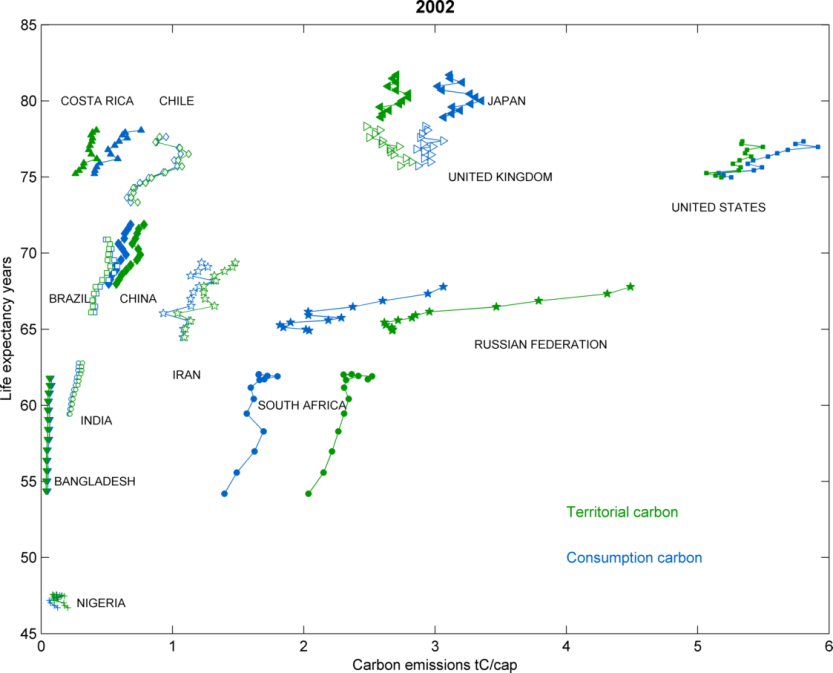 2002
85
80
75
70
65
60
55
50
45
Life expectancy years
COSTA RICA
CHILE
JAPAN
UNITED KINGDOM
UNITED STATES
BRAZIL
CHINA
RUSSIAN FEDERATION
IRAN
SOUTH AFRICA
INDIA
BANGLADESH
Territorial carbon
Consumption carbon
NIGERIA
0 1 2 3 4 5 6
Carbon emissions tC/cap